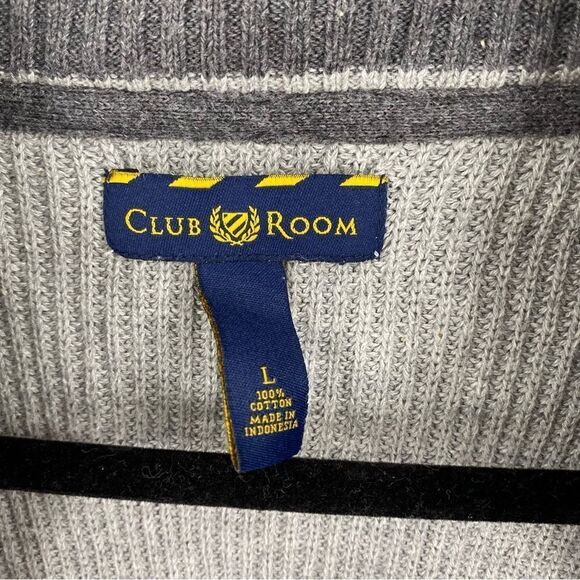 CLUB ROOM
L
100%
COTTON
MADE IN
INDONESIA